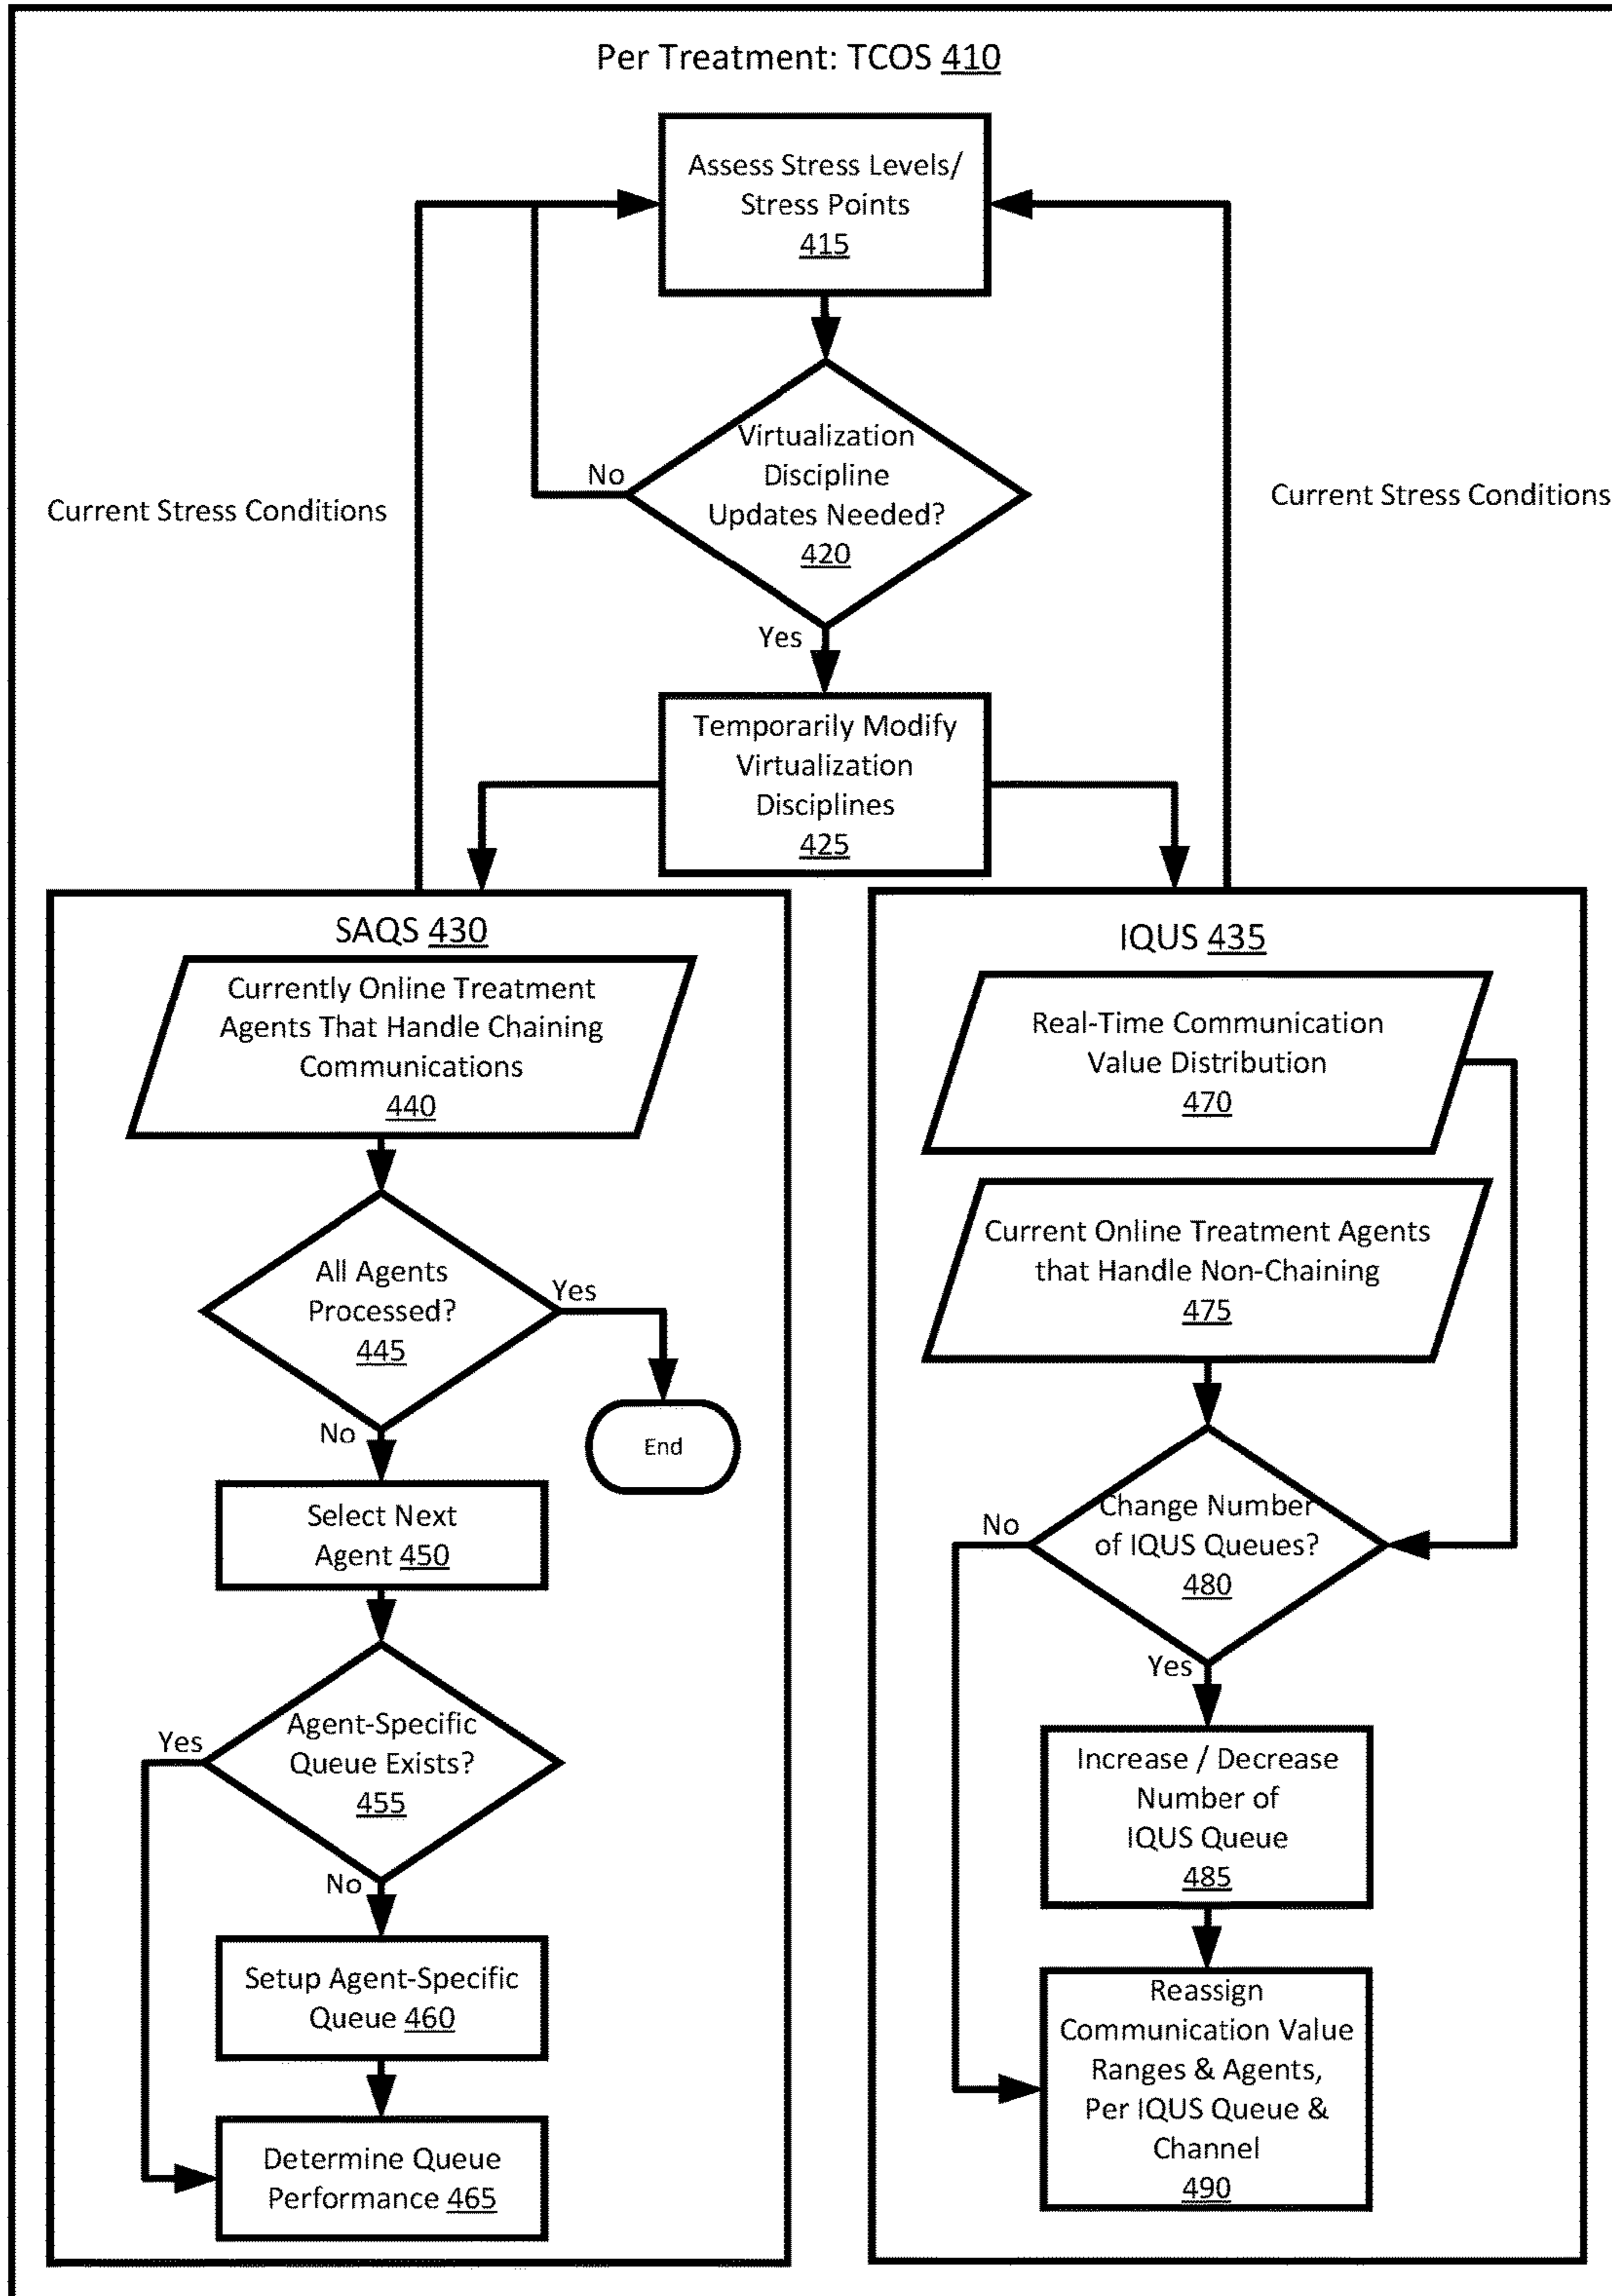 Per Treatment: TCOS 410
Assess Stress Levels/
Stress Points
415
Virtualization
Discipline
Updates Needed?
420
No
Yes
Current Stress Conditions
Current Stress Conditions
Temporarily Modify
Virtualization
Disciplines
425
SAQS 430
Currently Online Treatment
Agents That Handle Chaining
Communications
440
All Agents
Processed?
445
Yes
End
No
Select Next
Agent 450
Agent-Specific
Queue Exists?
455
Yes
No
Setup Agent-Specific
Queue 460
Determine Queue
Performance 465
IQUS 435
Real-Time Communication
Value Distribution
470
Current Online Treatment Agents
that Handle Non-Chaining
475
Change Number
of IQUS Queues?
480
No
Yes
Increase / Decrease
Number of
IQUS Queue
485
Reassign
Communication Value
Ranges & Agents,
Per IQUS Queue &
Channel
490